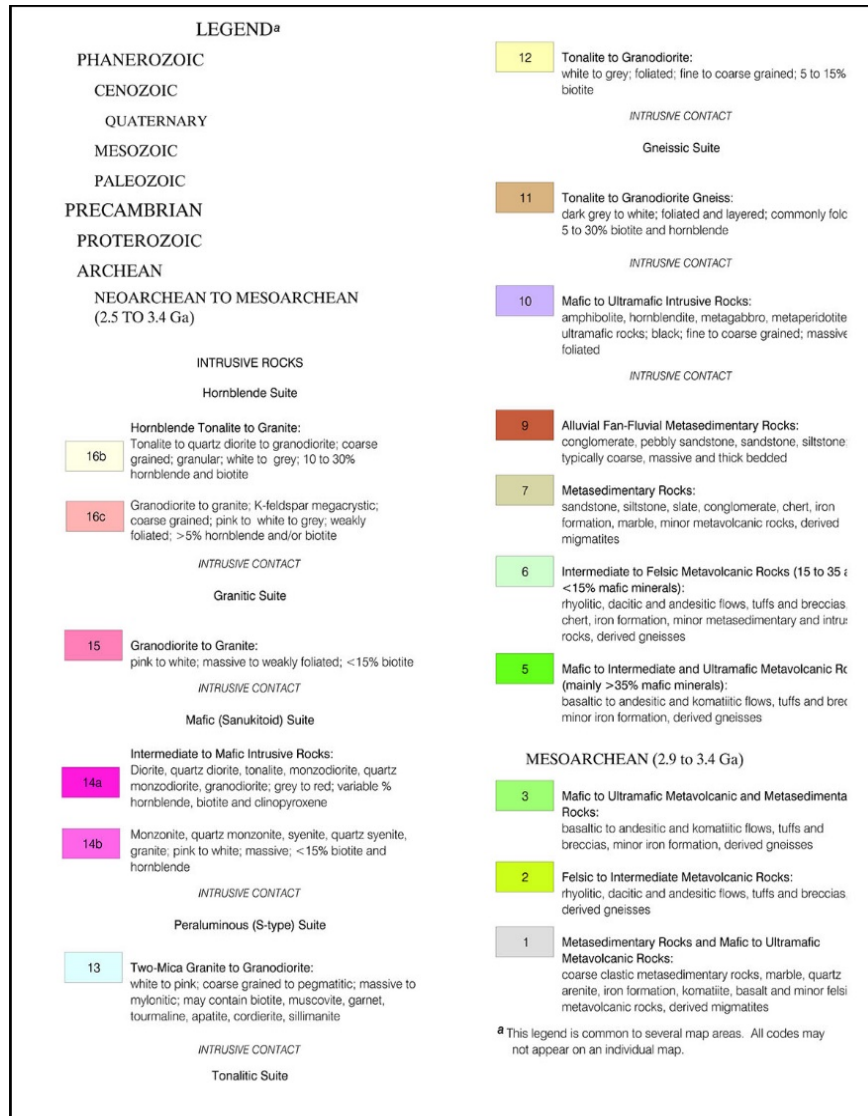 LEGENDa
PHANEROZOIC
CENOZOIC
QUATERNARY
MESOZOIC
PALEOZOIC
PRECAMBRIAN
PROTEROZOIC
ARCHEAN
NEOARCHEAN TO MESOARCHEAN
(2.5 TO 3.4 Ga)
INTRUSIVE ROCKS
Hornblende Suite
16b
Hornblende Tonalite to Granite:
Tonalite to quartz diorite to granodiorite; coarse
grained; granular; white to grey; 10 to 30%
hornblende and biotite
16c
Granodiorite to granite; K-feldspar megacrystic;
coarse grained; pink to white to grey; weakly
foliated; >5% hornblende and/or biotite
INTRUSIVE CONTACT
Granitic Suite
15
Granodiorite to Granite:
pink to white; massive to weakly foliated; <15% biotite
INTRUSIVE CONTACT
Mafic (Sanukitoid) Suite
14a
Intermediate to Mafic Intrusive Rocks:
Diorite, quartz diorite, tonalite, monzodiorite, quartz
monzodiorite, granodiorite; grey to red; variable %
hornblende, biotite and clinopyroxene
14b
Monzonite, quartz monzonite, syenite, quartz syenite,
granite; pink to white; massive; <15% biotite and
hornblende
INTRUSIVE CONTACT
Peraluminous (S-type) Suite
13
Two-Mica Granite to Granodiorite:
white to pink; coarse grained to pegmatitic; massive to
mylonitic; may contain biotite, muscovite, garnet,
tourmaline, apatite, cordierite, sillimanite
INTRUSIVE CONTACT
Tonalitic Suite
12
Tonalite to Granodiorite:
white to grey; foliated; fine to coarse grained; 5 to 15%
biotite
INTRUSIVE CONTACT
Gneissic Suite
11
Tonalite to Granodiorite Gneiss:
dark grey to white; foliated and layered; commonly
5 to 30% biotite and hornblende
INTRUSIVE CONTACT
10
Mafic to Ultramafic Intrusive Rocks:
amphibolite, hornblendite, metagabbro, metaperidotite
ultramafic rocks; black; fine to coarse grained; massive
foliated
INTRUSIVE CONTACT
9
Alluvial Fan-Fluvial Metasedimentary Rocks:
conglomerate, pebbly sandstone, sandstone, siltstone;
typically coarse, massive and thick bedded
7
Metasedimentary Rocks:
sandstone, siltstone, slate, conglomerate, chert, iron
formation, marble, minor metavolcanic rocks, derived
migmatites
6
Intermediate to Felsic Metavolcanic Rocks (15 to 35
<15% mafic minerals):
rhyolitic, dacitic and andesitic flows, tuffs and breccias,
chert, iron formation, minor metasedimentary and
rocks, derived gneisses
5
Mafic to Intermediate and Ultramafic Metavolcanic
(mainly >35% mafic minerals):
basaltic to andesitic and komatiitic flows, tuffs and
minor iron formation, derived gneisses
MESOARCHEAN (2.9 to 3.4 Ga)
3
Mafic to Ultramafic Metavolcanic and
Rocks:
basaltic to andesitic and komatiitic flows, tuffs and
breccias, minor iron formation, derived gneisses
2
Felsic to Intermediate Metavolcanic Rocks:
rhyolitic, dacitic and andesitic flows, tuffs and breccias,
derived gneisses
1
Metasedimentary Rocks and Mafic to Ultramafic
Metavolcanic Rocks:
coarse clastic metasedimentary rocks, marble, quartz
arenite, iron formation, komatiite, basalt and minor
metavolcanic rocks, derived migmatites
a This legend is common to several map areas. All codes may
not appear on an individual map.